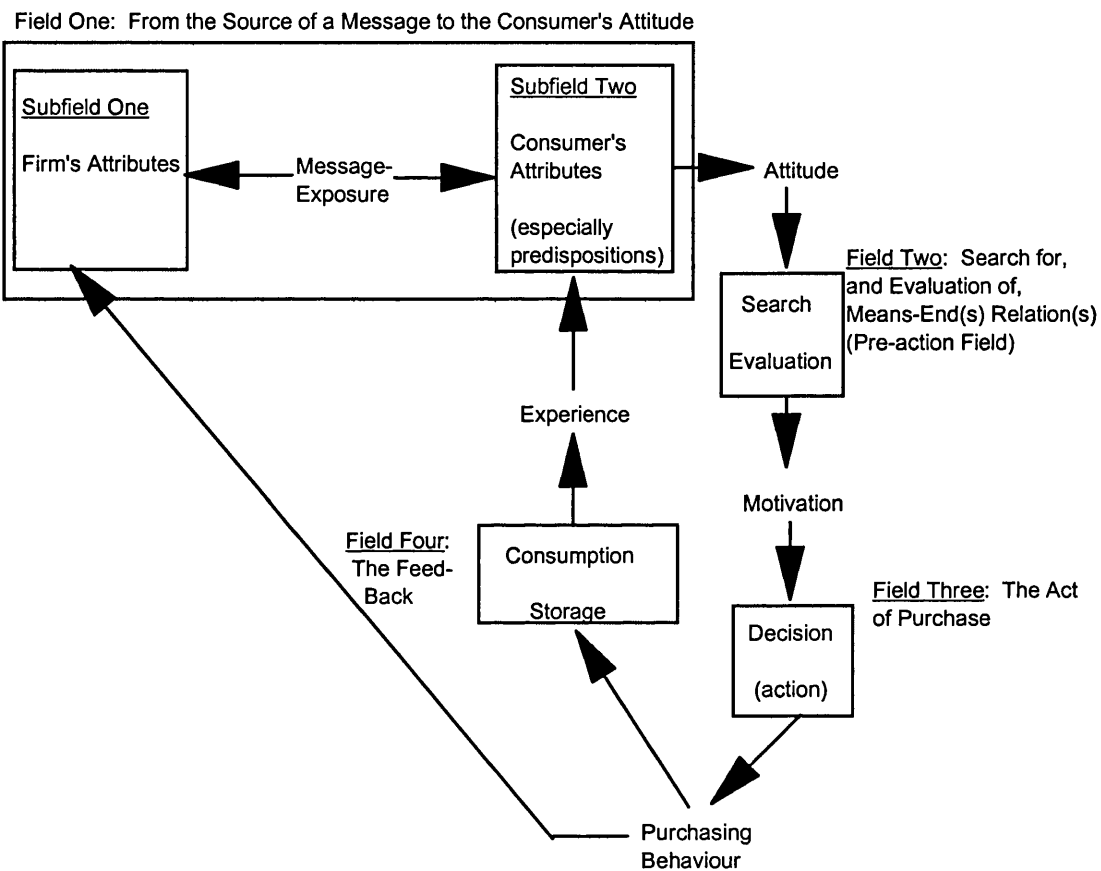 Field One: From the Source of a Message to the Consumer's Attitude
Subfield One
Firm's Attributes
Message-
Exposure
Subfield Two
Consumer's
Attributes
(especially
predispositions)
Attitude
Search
Evaluation
Field Two: Search for,
and Evaluation of,
Means-End(s) Relation(s)
(Pre-action Field)
Experience
Motivation
Field Four:
The Feed-
Back
Consumption
Storage
Field Three: The Act
of Purchase
Decision
(action)
Purchasing
Behaviour